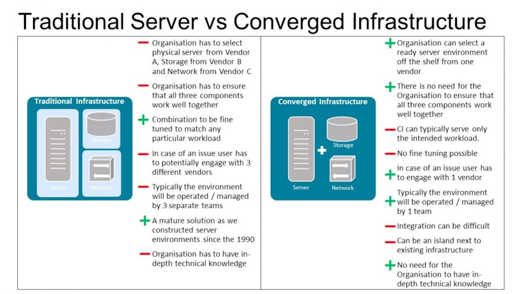 Traditional Server vs Converged Infrastructure
Traditional Infrastructure
Storage
Server
Network
Organisation has to select
physical server from Vendor
A, Storage from Vendor B
and Network from Vendor C
Organisation has to ensure
that all three components
work well together
Combination to be fine
tuned to match any
particular workload
In case of an issue user has
to potentially engage with 3
different vendors
Typically the environment
will be operated / managed
by 3 separate teams
A mature solution as we
constructed server
environments since the 1990
Organisation has to have
in-depth technical knowledge
Converged Infrastructure
Storage
Server
Network
Organisation can select a
ready server environment
off the shelf from one
vendor
There is no need for the
Organisation to ensure that
all three components work
well together
CI can typically serve only
the intended workload.
No fine tuning possible
In case of an issue user has
to engage with 1 vendor
Typically the environment
will be operated / managed
by 1 team
Integration can be difficult
Can be an island next to
existing infrastructure
No need for the
Organisation to have in-
depth technical knowledge